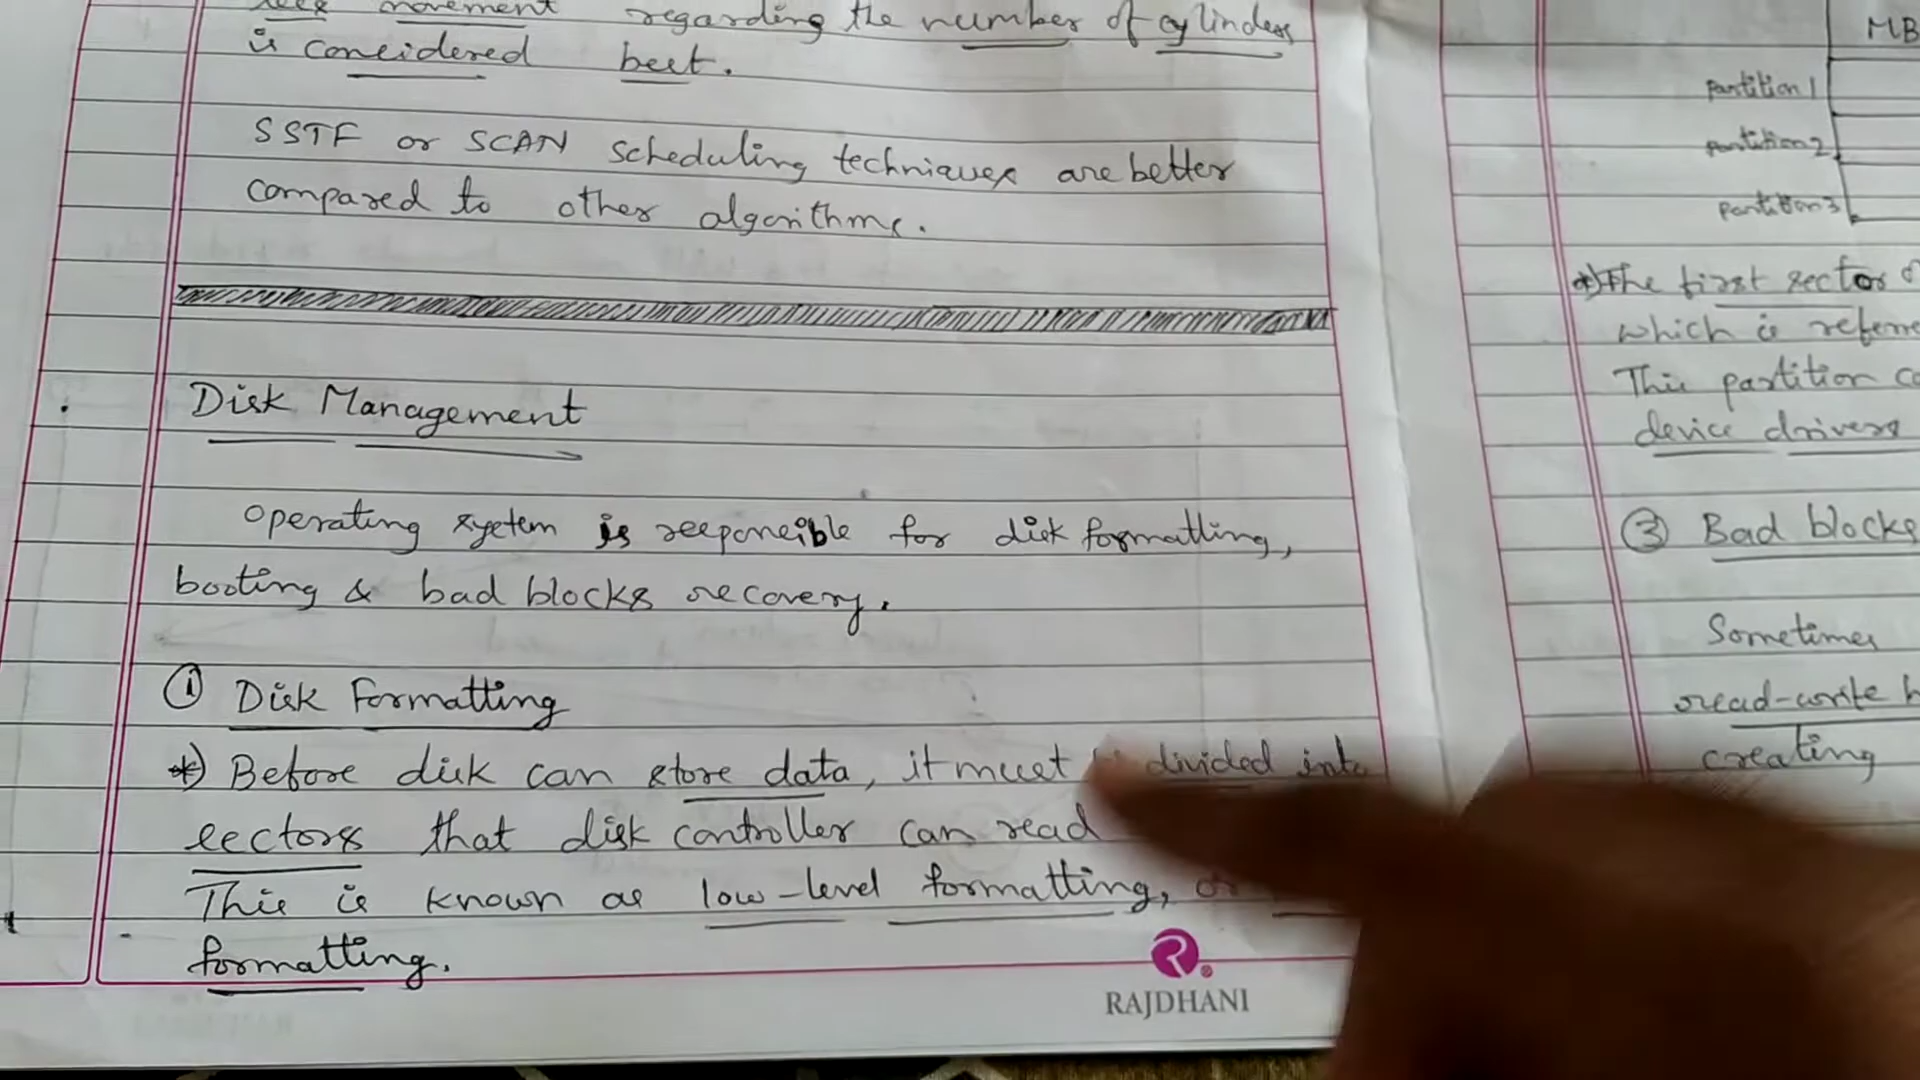 seek movement regarding the number of cylinders
is considered best.
SSTF or SCAN scheduling techniques are better
compared to other algorithms.
Disk Management
Operating system is responsible for disk formatting,
booting & bad blocks recovery.
① Disk Formatting
*) Before disk can store data, it must divided into
sectors that disk controller can read
This is known as low-level formatting, or
formatting.
RAJDHANI
MB
partition 1
partition 2
partition 3
*) The first sector
which is
This partition
device drivers
③ Bad blocks
Sometimes
read-write
creating